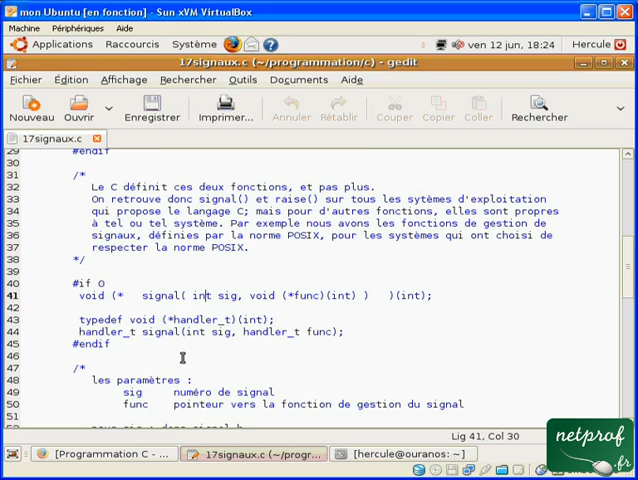 mon Ubuntu [en fonction] - Sun xVM VirtualBox
Machine Périphériques Aide
Applications Raccourcis Système ven 12 jun, 18:24 Hercule
17signaux.c (~/programmation/c) - gedit
Fichier Édition Affichage Rechercher Outils Documents Aide
Nouveau Ouvrir Enregistrer Imprimer... Annuler Rétablir Couper Copier Coller Rechercher
17signaux.c
29 #endif
30
31 /*
32 Le C définit ces deux fonctions, et pas plus.
33 On retrouve donc signal() et raise() sur tous les sytèmes d'exploitation
34 qui propose le langage C; mais pour d'autres fonctions, elles sont propres
35 à tel ou tel système. Par exemple nous avons les fonctions de gestion de
36 signaux, définies par la norme POSIX, pour les systèmes qui ont choisi de
37 respecter la norme POSIX.
38 */
39
40 #if 0
41 void (* signal( int sig, void (*func)(int) ) )(int);
42
43 typedef void (*handler_t)(int);
44 handler_t signal(int sig, handler_t func);
45 #endif
46
47 /*
48 les paramètres :
49 sig numéro de signal
50 func pointeur vers la fonction de gestion du signal
51
Lig 41, Col 30
[Programmation C - ... 17signaux.c (~/progr... [hercule@ouranos: ~]
netprof
.fr